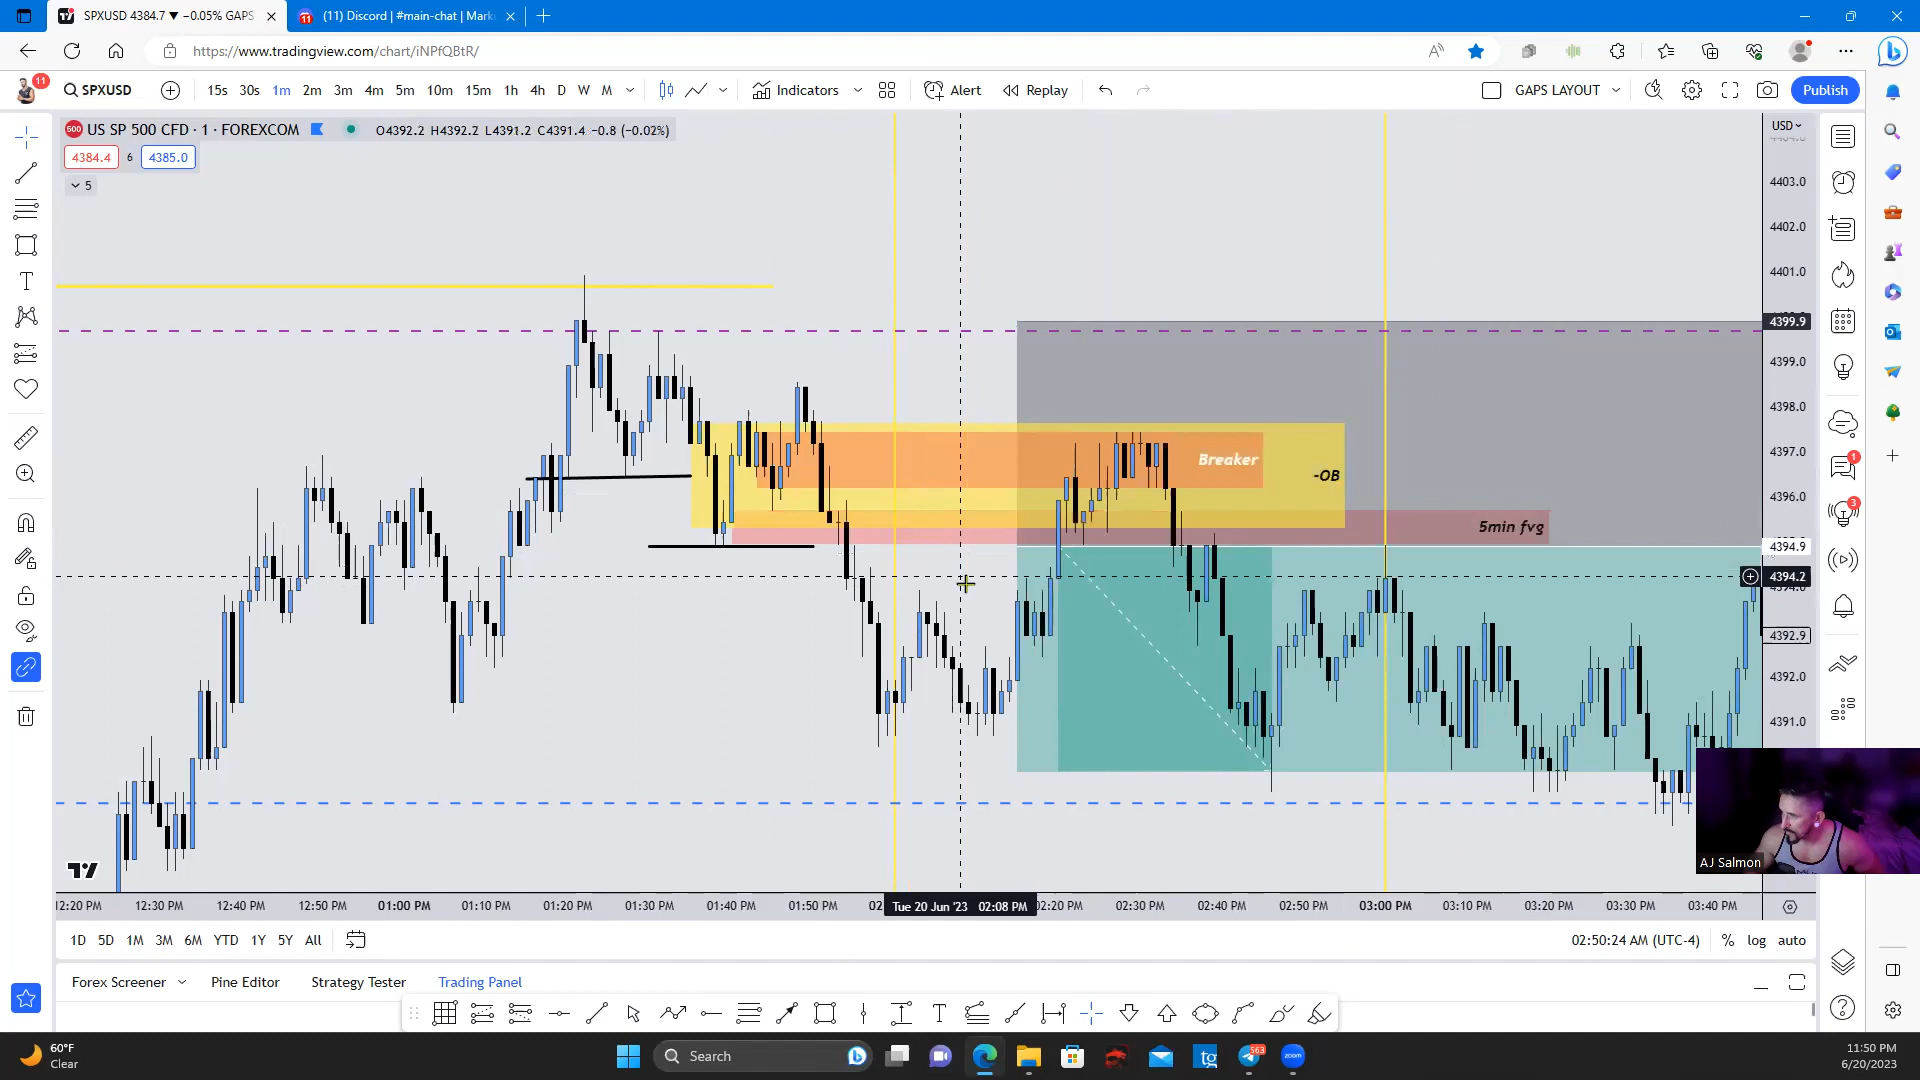 SPXUSD 4384.7 ▼ −0.05% GAPS
(11) Discord | #main-chat | Mark
https://www.tradingview.com/chart/iNPfQBtR/
11
SPXUSD
15s 30s 1m 2m 3m 4m 5m 10m 15m 1h 4h D W M
Indicators
Alert
Replay
GAPS LAYOUT
Publish
500 US SP 500 CFD · 1 · FOREXCOM
O4392.2 H4392.2 L4391.2 C4391.4 −0.8 (−0.02%)
4384.4 6 4385.0
5
USD
4403.0
4402.0
4401.0
4399.9
4399.0
4398.0
4397.0
4396.0
4394.9
4394.2
4394.0
4392.9
4392.0
4391.0
Breaker
-OB
5min fvg
1
3
AJ Salmon
12:20 PM 12:30 PM 12:40 PM 12:50 PM 01:00 PM 01:10 PM 01:20 PM 01:30 PM 01:40 PM 01:50 PM Tue 20 Jun '23 02:08 PM 02:20 PM 02:30 PM 02:40 PM 02:50 PM 03:00 PM 03:10 PM 03:20 PM 03:30 PM 03:40 PM
1D 5D 1M 3M 6M YTD 1Y 5Y All
02:50:24 AM (UTC-4) % log auto
Forex Screener Pine Editor Strategy Tester Trading Panel
60°F
Clear
Search
tg
563
zoom
11:50 PM
6/20/2023